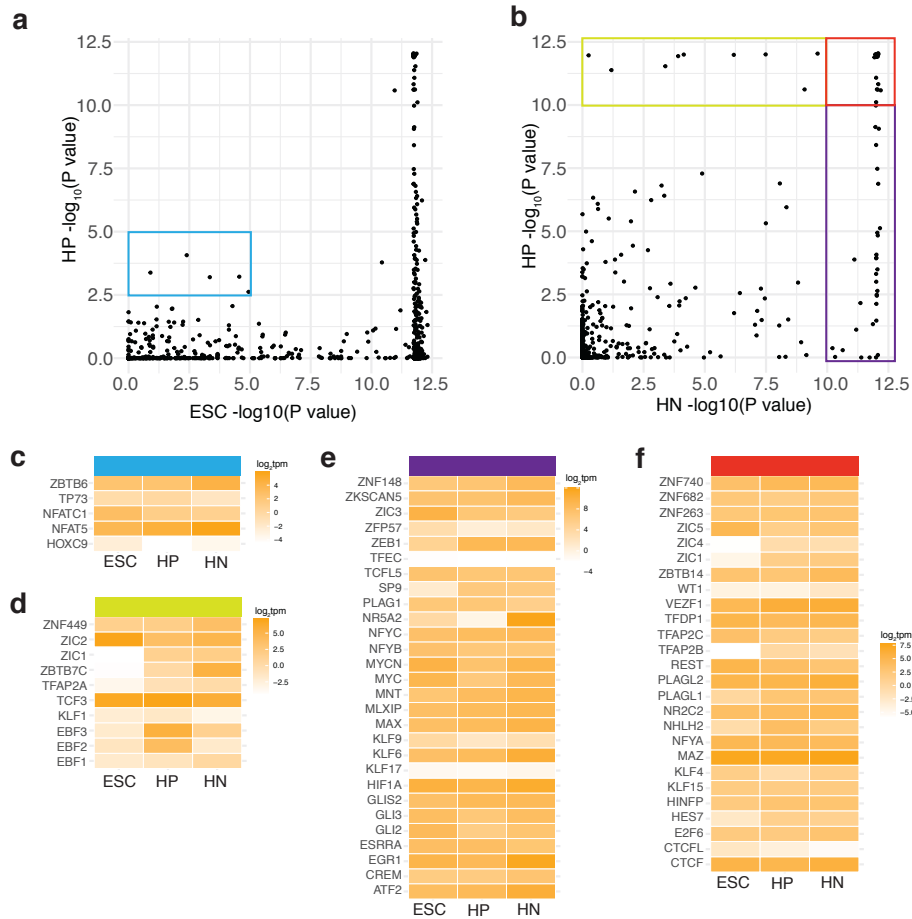 a
12.5
10.0
7.5
5.0
2.5
0.0
HP -log10(P value)
0.0 2.5 5.0 7.5 10.0 12.5
ESC -log10(P value)
b
12.5
10.0
7.5
5.0
2.5
0.0
HP -log10(P value)
0.0 2.5 5.0 7.5 10.0 12.5
HN -log10(P value)
c
ZBTB6
TP73
NFATC1
NFAT5
HOXC9
ESC HP HN
log2tpm
4
2
0
−2
−4
d
ZNF449
ZIC2
ZIC1
ZBTB7C
TFAP2A
TCF3
KLF1
EBF3
EBF2
EBF1
ESC HP HN
log2tpm
5.0
2.5
0.0
−2.5
e
ZNF148
ZKSCAN5
ZIC3
ZFP57
ZEB1
TFEC
TCFL5
SP9
PLAG1
NR5A2
NFYC
NFYB
MYCN
MYC
MNT
MLXIP
MAX
KLF9
KLF6
KLF17
HIF1A
GLIS2
GLI3
GLI2
ESRRA
EGR1
CREM
ATF2
ESC HP HN
log2tpm
8
4
0
−4
f
ZNF740
ZNF682
ZNF263
ZIC5
ZIC4
ZIC1
ZBTB14
WT1
VEZF1
TFDP1
TFAP2C
TFAP2B
REST
PLAGL2
PLAGL1
NR2C2
NHLH2
NFYA
MAZ
KLF4
KLF15
HINFP
HES7
E2F6
CTCFL
CTCF
ESC HP HN
log2tpm
7.5
5.0
2.5
0.0
−2.5
−5.0